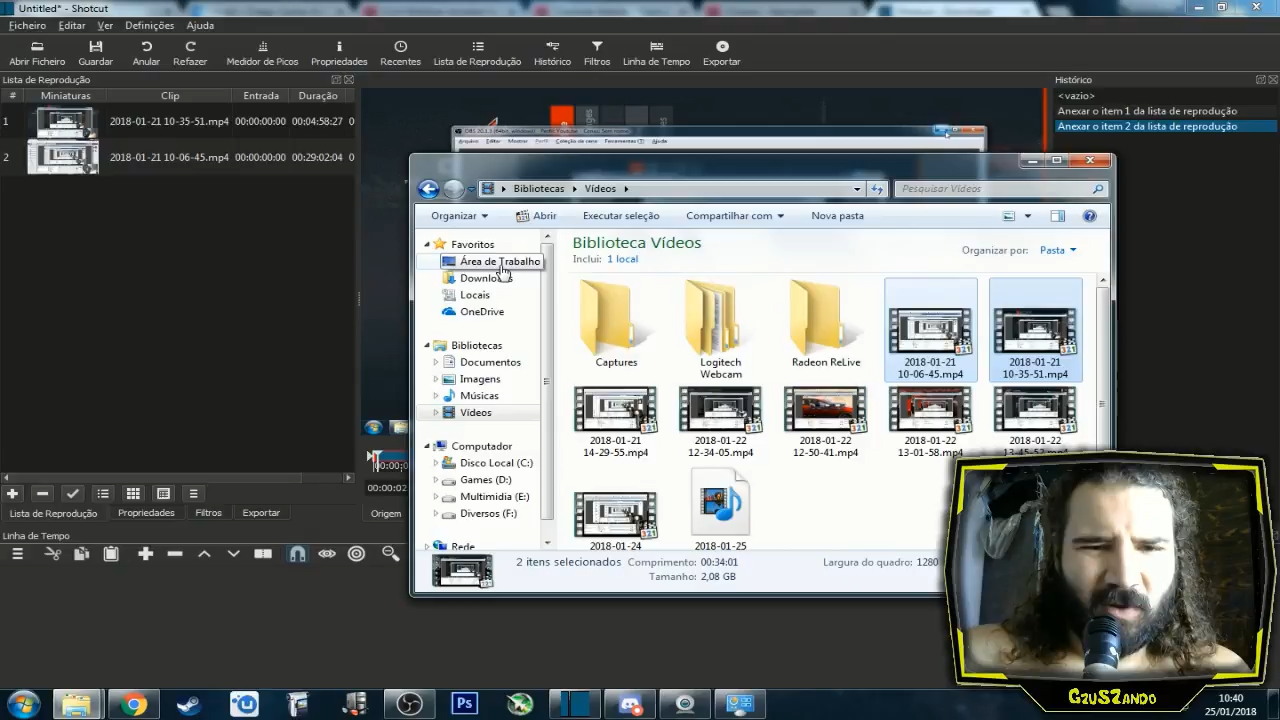 Untitled* - Shotcut
Ficheiro Editar Ver Definições Ajuda
Abrir Ficheiro Guardar Anular Refazer Medidor de Picos Propriedades Recentes Lista de Reprodução Histórico Filtros Linha de Tempo Exportar
Lista de Reprodução
# Miniaturas Clip Entrada Duração
1 2018-01-21 10-35-51.mp4 00:00:00:00 00:04:58:27
2 2018-01-21 10-06-45.mp4 00:00:00:00 00:29:02:04
Histórico
<vazio>
Anexar o item 1 da lista de reprodução
Anexar o item 2 da lista de reprodução
Bibliotecas Vídeos
Pesquisar Vídeos
Organizar Abrir Executar seleção Compartilhar com Nova pasta
Favoritos
Área de Trabalho
Downloads
Locais
OneDrive
Bibliotecas
Documentos
Imagens
Músicas
Vídeos
Computador
Disco Local (C:)
Games (D:)
Multimidia (E:)
Diversos (F:)
Rede
Biblioteca Vídeos
Inclui: 1 local
Organizar por: Pasta
Captures
Logitech Webcam
Radeon ReLive
2018-01-21 10-06-45.mp4
2018-01-21 10-35-51.mp4
2018-01-21 14-29-55.mp4
2018-01-22 12-34-05.mp4
2018-01-22 12-50-41.mp4
2018-01-22 13-01-58.mp4
2018-01-22
2018-01-24
2018-01-25
2 itens selecionados Comprimento: 00:34:01
Tamanho: 2,08 GB
Largura do quadro: 1280
00:00:02
Lista de Reprodução Propriedades Filtros Exportar Origem
Linha de Tempo
GzuSZando
Ps
10:40
25/01/2018